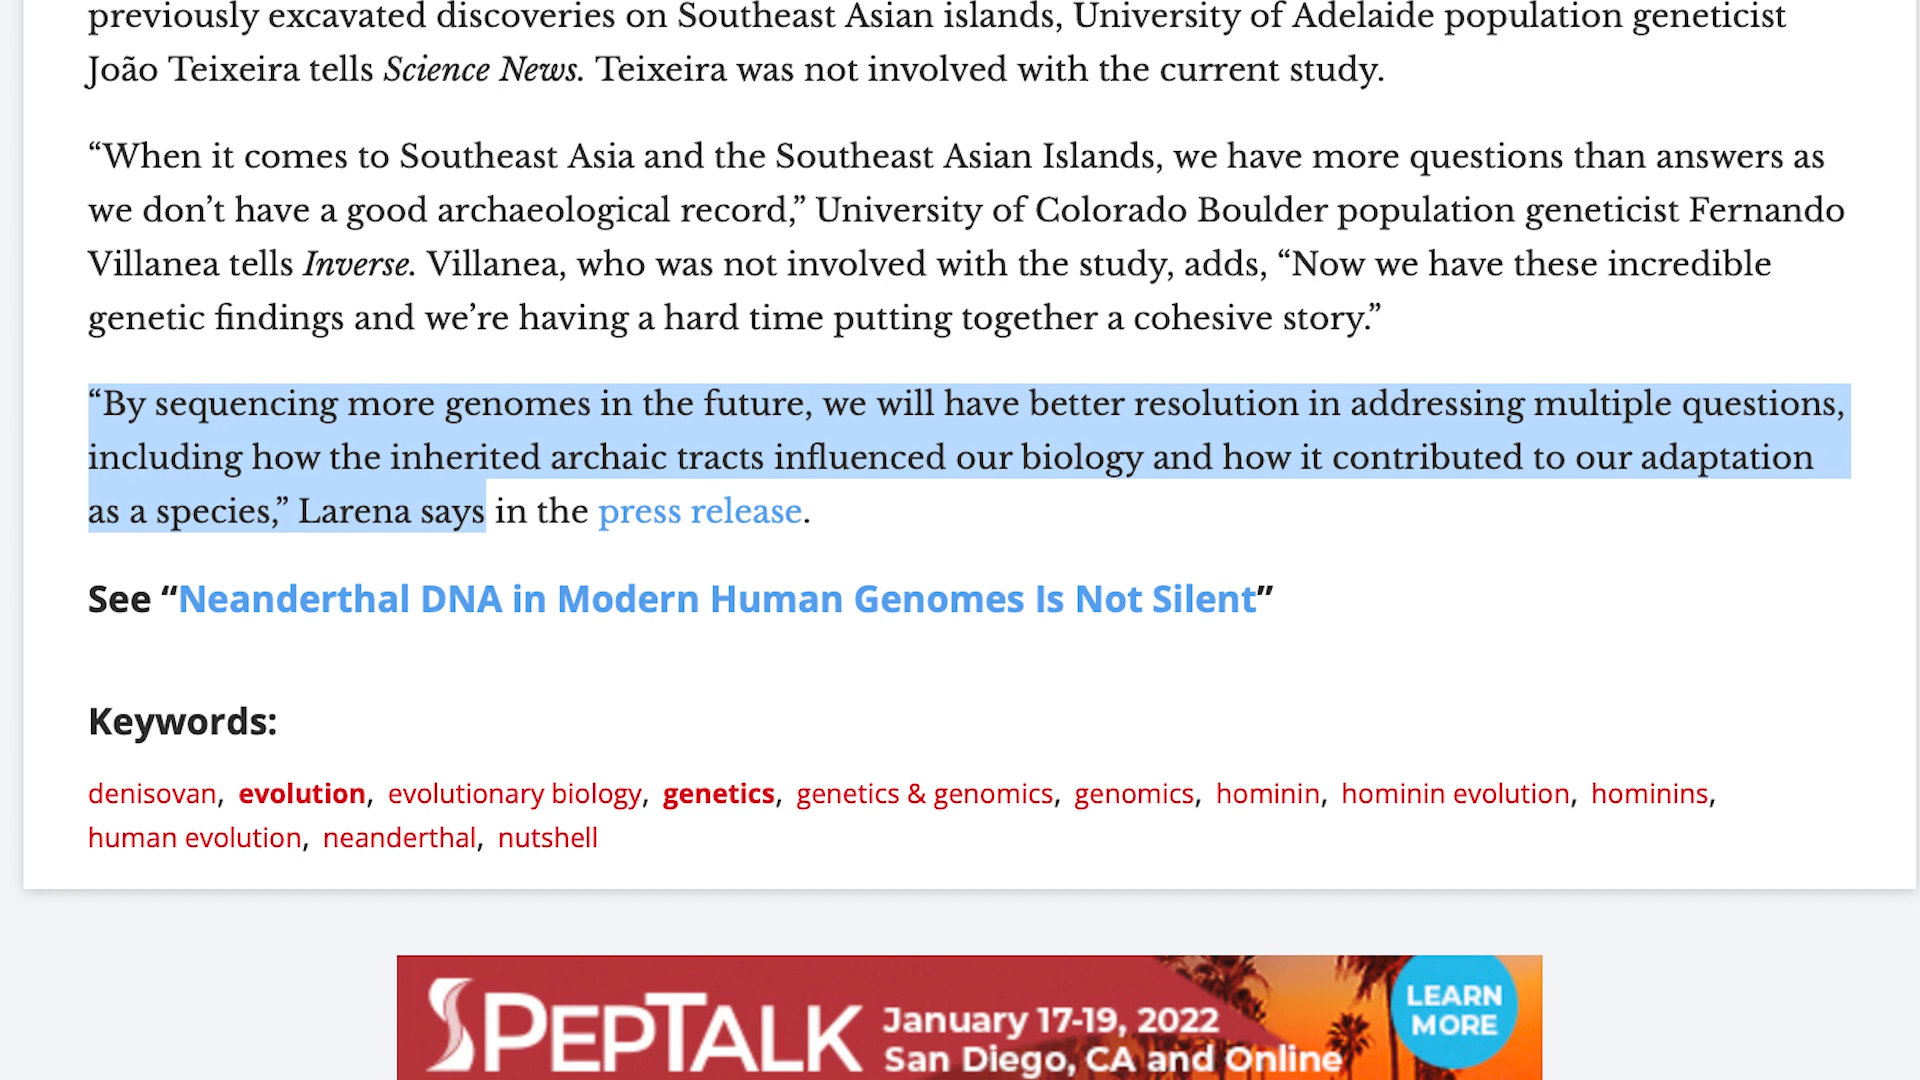 previously excavated discoveries on Southeast Asian islands, University of Adelaide population geneticist
João Teixeira tells Science News. Teixeira was not involved with the current study.
“When it comes to Southeast Asia and the Southeast Asian Islands, we have more questions than answers as
we don’t have a good archaeological record,” University of Colorado Boulder population geneticist Fernando
Villanea tells Inverse. Villanea, who was not involved with the study, adds, “Now we have these incredible
genetic findings and we’re having a hard time putting together a cohesive story.”
“By sequencing more genomes in the future, we will have better resolution in addressing multiple questions,
including how the inherited archaic tracts influenced our biology and how it contributed to our adaptation
as a species,” Larena says in the press release.
See “Neanderthal DNA in Modern Human Genomes Is Not Silent”
Keywords:
denisovan, evolution, evolutionary biology, genetics, genetics & genomics, genomics, hominin, hominin evolution, hominins,
human evolution, neanderthal, nutshell
PEPTALK
January 17-19, 2022
San Diego, CA and Online
LEARN
MORE